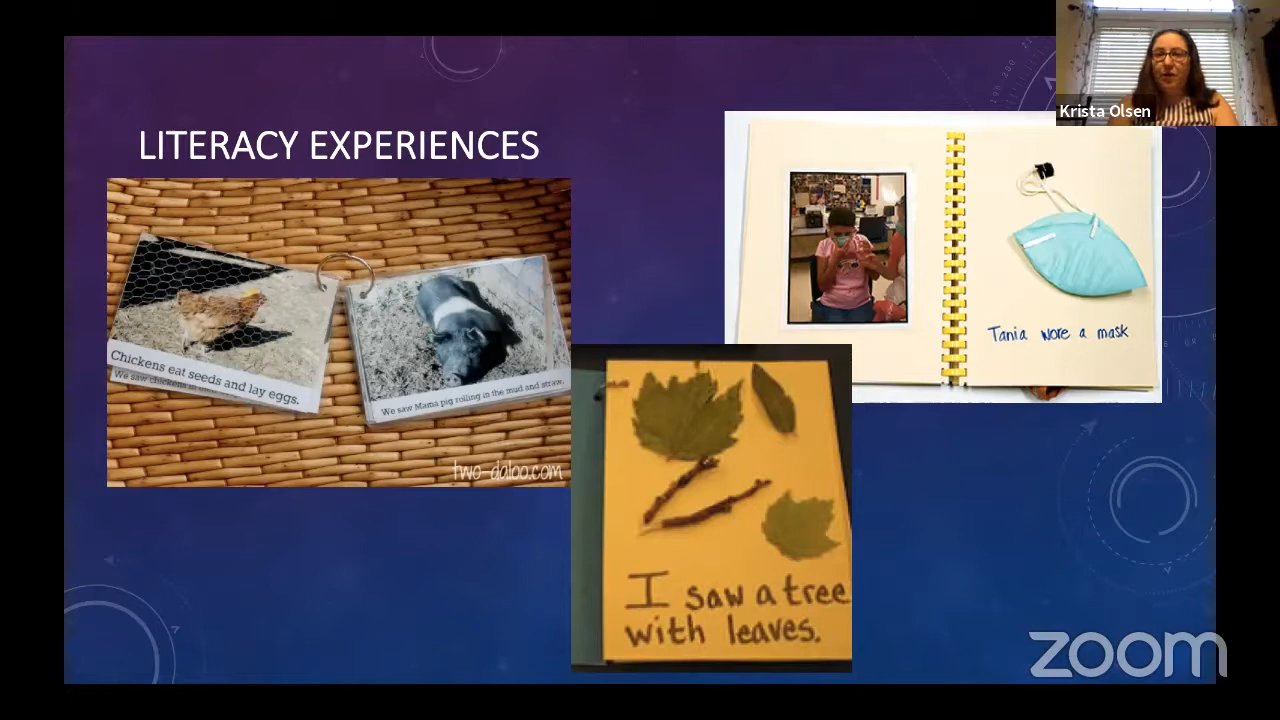 Krista Olsen
LITERACY EXPERIENCES
Chickens eat seeds and lay eggs.
We saw chickens in the
We saw Mama pig rolling in the mud and straw.
two-daloo.com
Tania wore a mask
I saw a tree
with leaves.
zoom